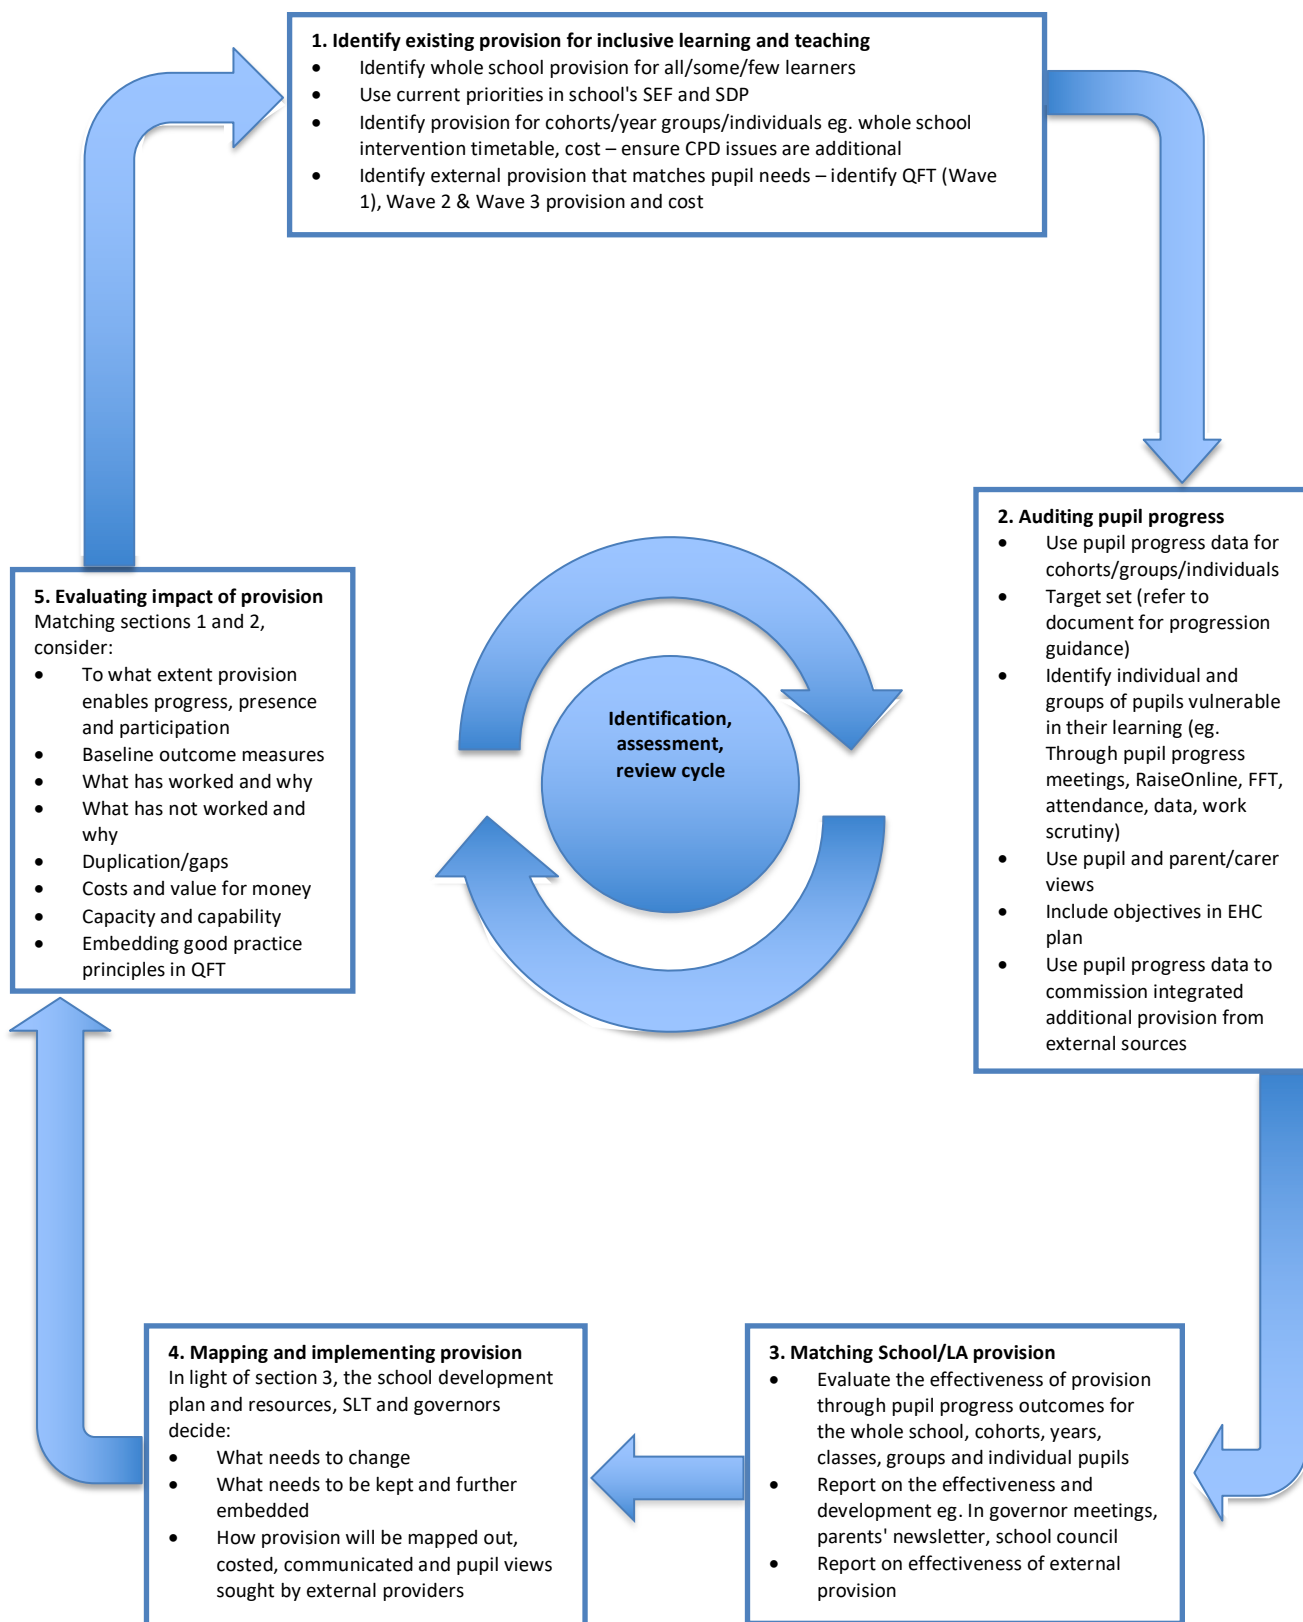 1. Identify existing provision for inclusive learning and teaching
• Identify whole school provision for all/some/few learners
• Use current priorities in school's SEF and SDP
• Identify provision for cohorts/year groups/individuals eg. whole school
intervention timetable, cost – ensure CPD issues are additional
• Identify external provision that matches pupil needs – identify QFT (Wave
1), Wave 2 & Wave 3 provision and cost
2. Auditing pupil progress
• Use pupil progress data for
cohorts/groups/individuals
• Target set (refer to
document for progression
guidance)
• Identify individual and
groups of pupils vulnerable
in their learning (eg.
Through pupil progress
meetings, RaiseOnline, FFT,
attendance, data, work
scrutiny)
• Use pupil and parent/carer
views
• Include objectives in EHC
plan
• Use pupil progress data to
commission integrated
additional provision from
external sources
Identification,
assessment,
review cycle
3. Matching School/LA provision
• Evaluate the effectiveness of provision
through pupil progress outcomes for
the whole school, cohorts, years,
classes, groups and individual pupils
• Report on the effectiveness and
development eg. In governor meetings,
parents' newsletter, school council
• Report on effectiveness of external
provision
4. Mapping and implementing provision
In light of section 3, the school development
plan and resources, SLT and governors
decide:
• What needs to change
• What needs to be kept and further
embedded
• How provision will be mapped out,
costed, communicated and pupil views
sought by external providers
5. Evaluating impact of provision
Matching sections 1 and 2,
consider:
• To what extent provision
enables progress, presence
and participation
• Baseline outcome measures
• What has worked and why
• What has not worked and
why
• Duplication/gaps
• Costs and value for money
• Capacity and capability
• Embedding good practice
principles in QFT